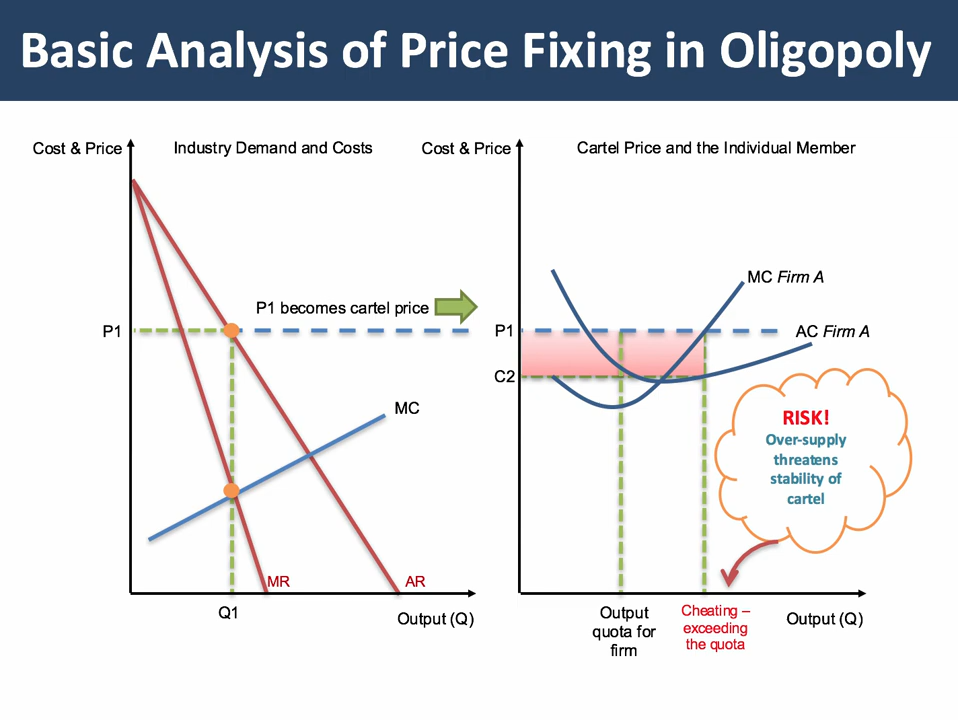 Basic Analysis of Price Fixing in Oligopoly
Cost & Price
Industry Demand and Costs
Cost & Price
Cartel Price and the Individual Member
MC Firm A
P1 becomes cartel price
P1
P1
AC Firm A
C2
MC
RISK!
Over-supply
threatens
stability of
cartel
MR
AR
Q1
Output (Q)
Output
quota for
firm
Cheating –
exceeding
the quota
Output (Q)